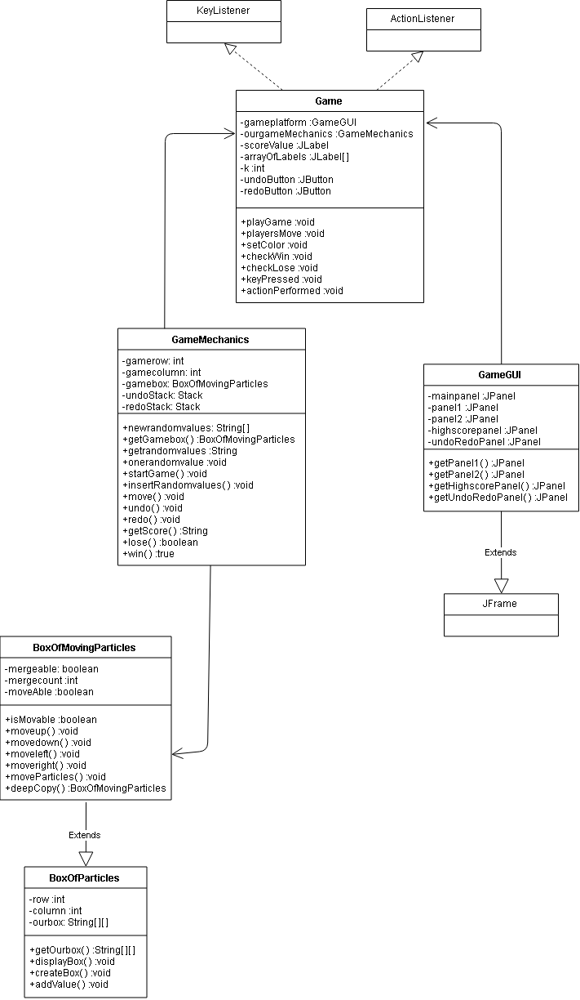 KeyListener
ActionListener
Game
-gameplatform :GameGUI
-ourgameMechanics :GameMechanics
-scoreValue :JLabel
-arrayOfLabels :JLabel[]
-k :int
-undoButton :JButton
-redoButton :JButton
+playGame :void
+playersMove :void
+setColor :void
+checkWin :void
+checkLose :void
+keyPressed :void
+actionPerformed :void
GameMechanics
-gamerow: int
-gamecolumn: int
-gamebox: BoxOfMovingParticles
-undoStack: Stack
-redoStack: Stack
+newrandomvalues: String[]
+getGamebox() :BoxOfMovingParticles
+getrandomvalues :String
+onerandomvalue :void
+startGame() :void
+insertRandomvalues() :void
+move() :void
+undo() :void
+redo() :void
+getScore() :String
+lose() :boolean
+win() :true
GameGUI
-mainpanel :JPanel
-panel1 :JPanel
-panel2 :JPanel
-highscorepanel :JPanel
-undoRedoPanel :JPanel
+getPanel1() :JPanel
+getPanel2() :JPanel
+getHighscorePanel() :JPanel
+getUndoRedoPanel() :JPanel
Extends
JFrame
BoxOfMovingParticles
-mergeable: boolean
-mergecount :int
-moveAble :boolean
+isMovable :boolean
+moveup() :void
+movedown() :void
+moveleft() :void
+moveright() :void
+moveParticles() :void
+deepCopy() :BoxOfMovingParticles
Extends
BoxOfParticles
-row :int
-column :int
-ourbox: String[][]
+getOurbox() :String[][]
+displayBox() :void
+createBox() :void
+addValue() :void